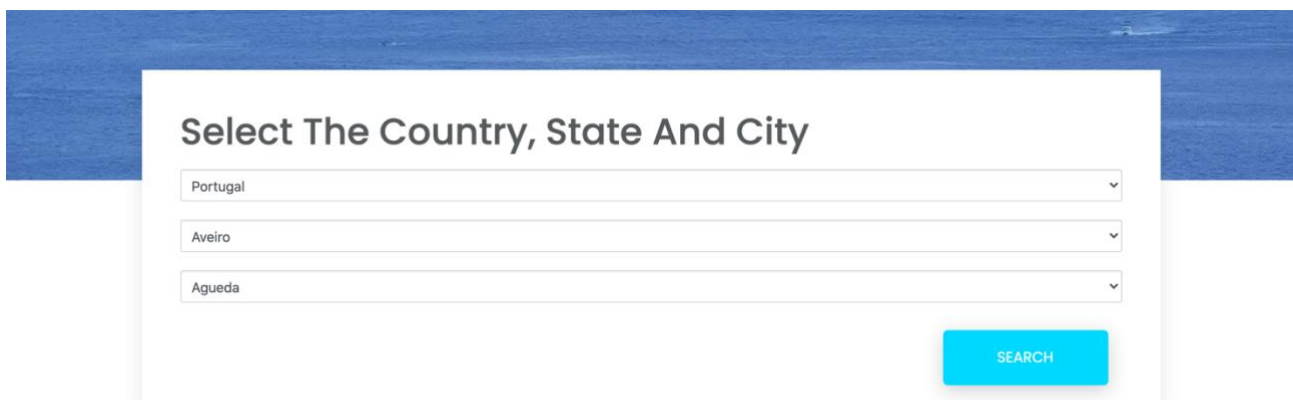 Select The Country, State And City
Portugal
Aveiro
Agueda
SEARCH